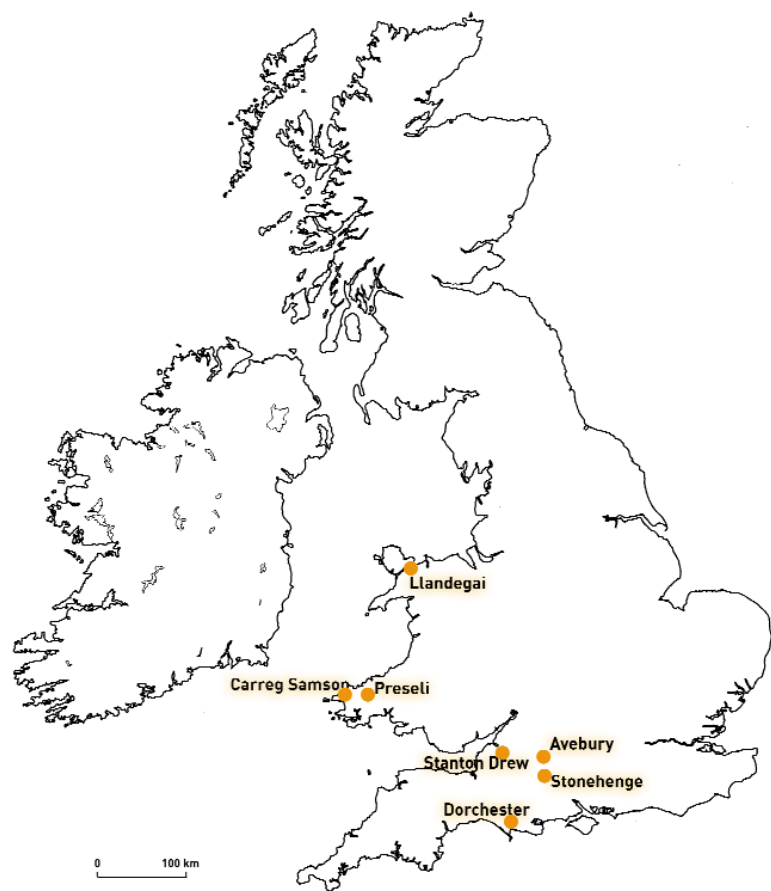 Llandegai
Carreg Samson
Preseli
Avebury
Stanton Drew
Stonehenge
Dorchester
0 100 km